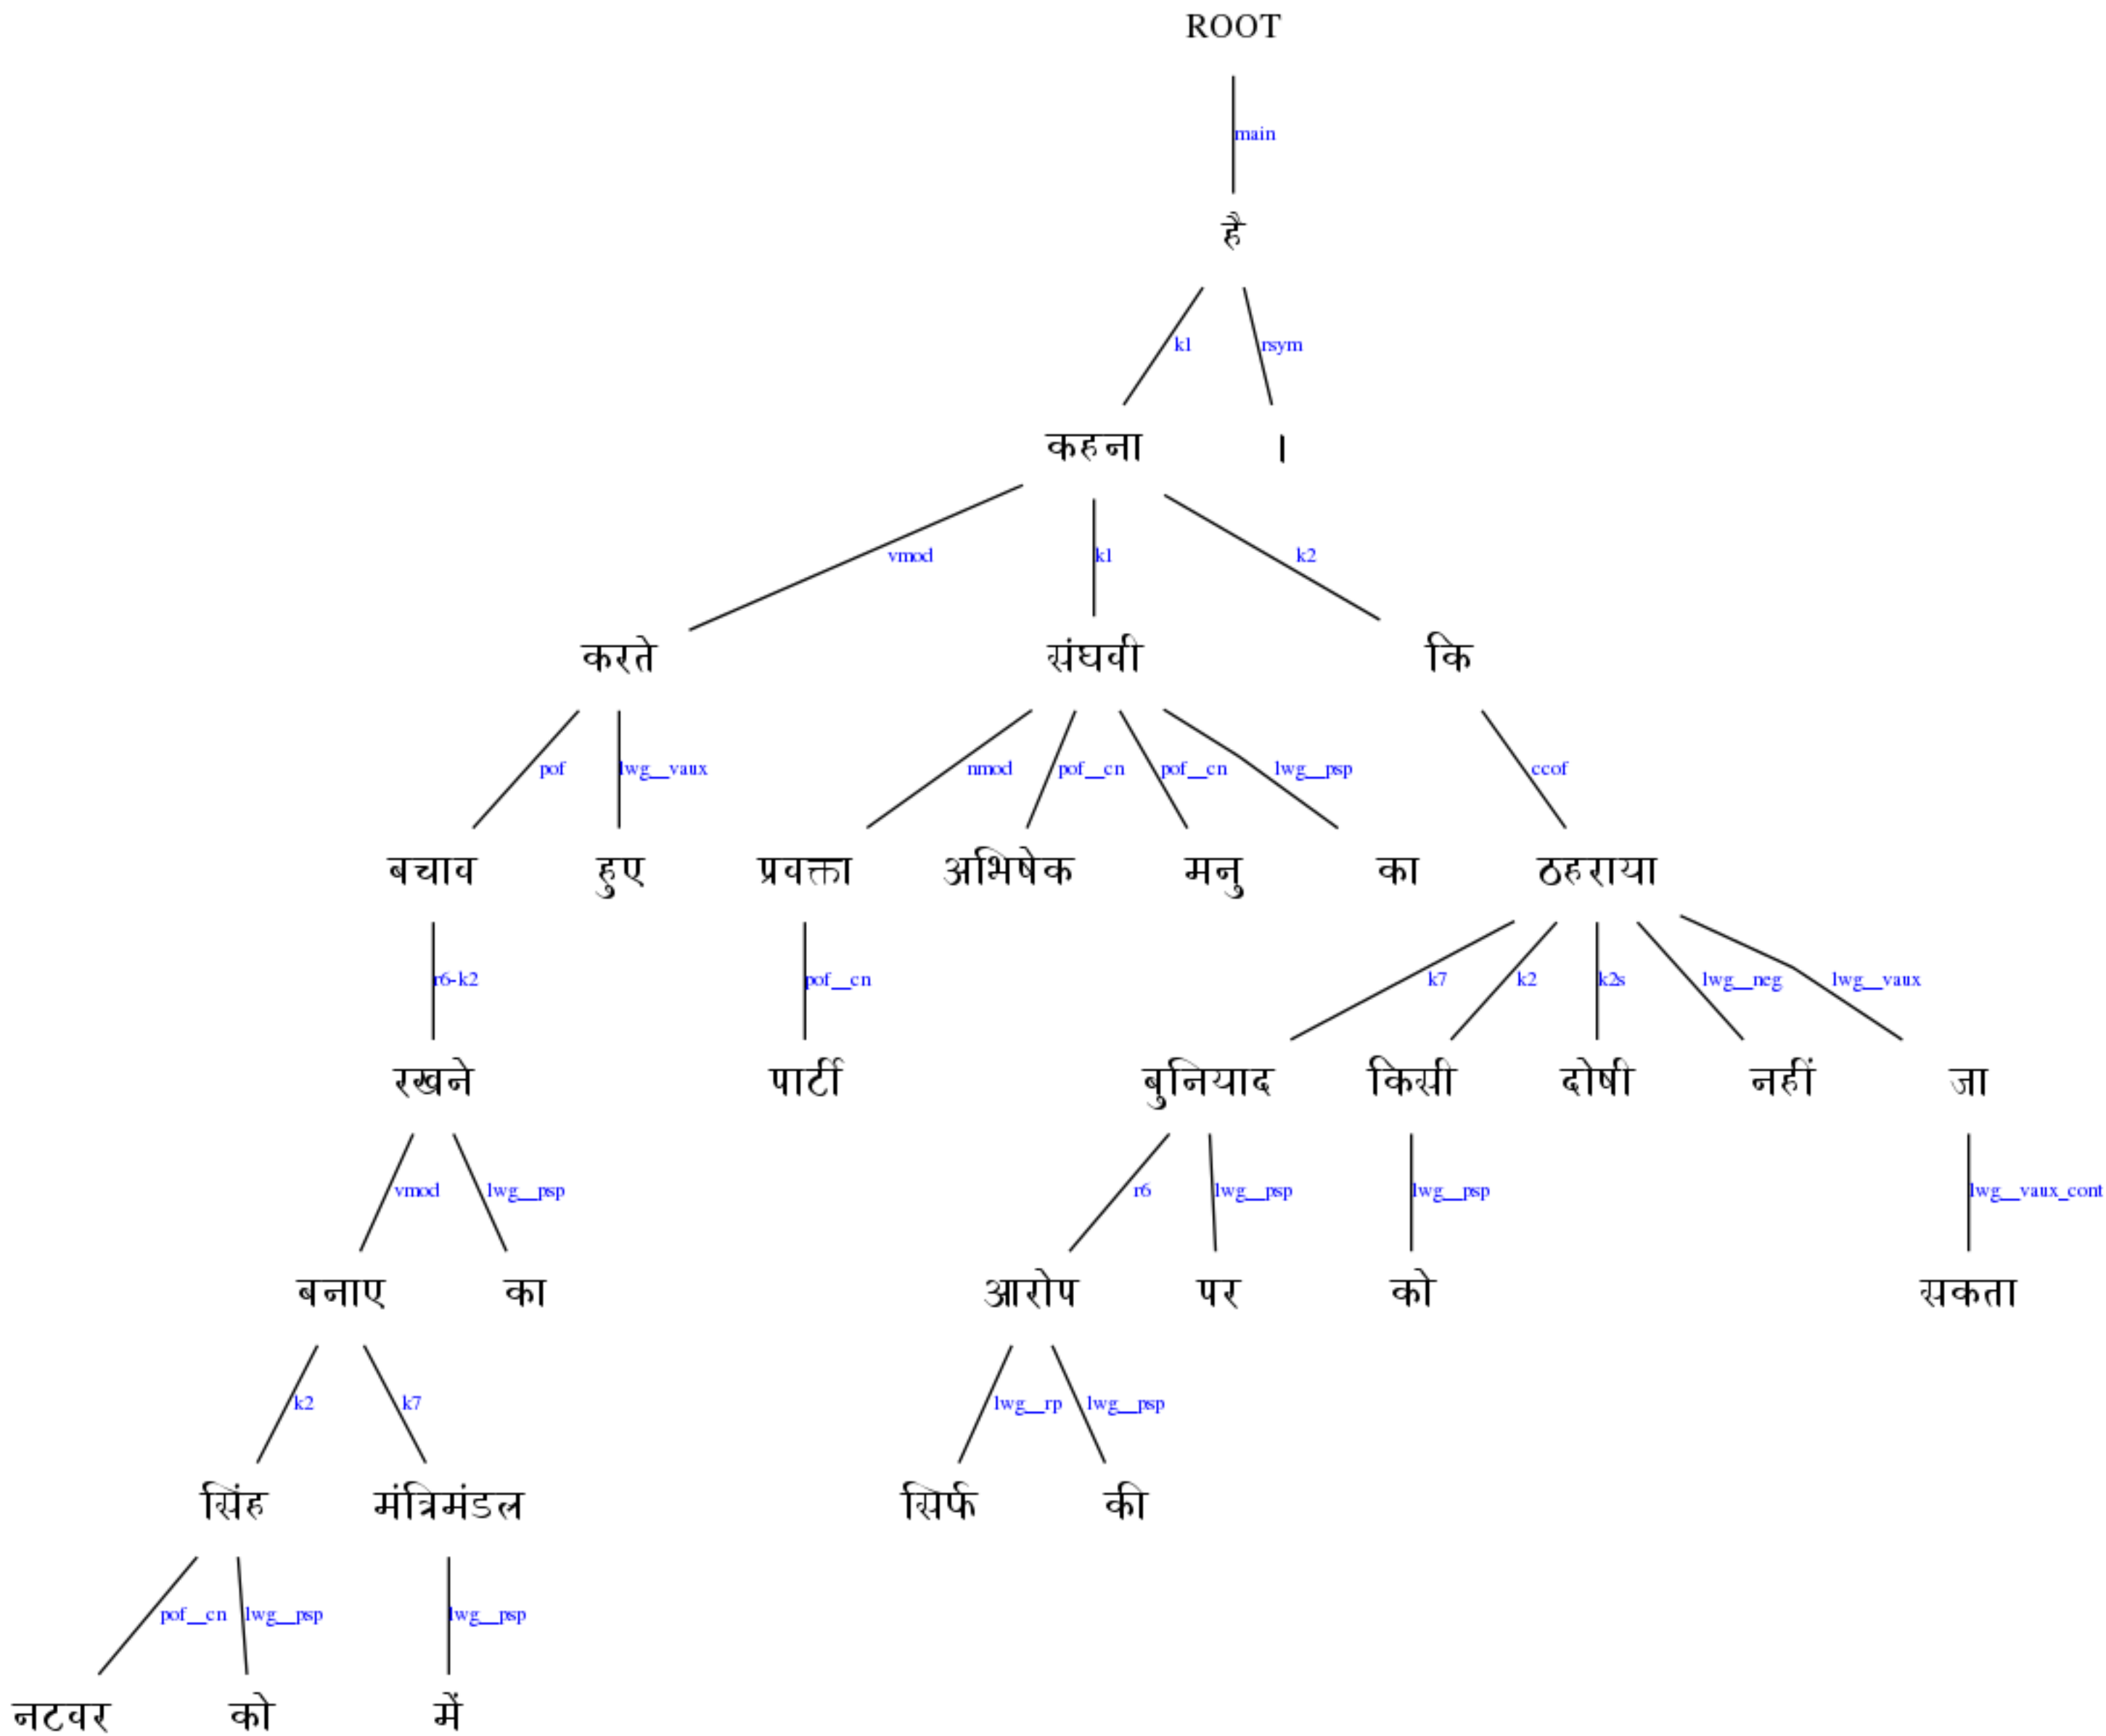 ROOT
main
है
k1 rsym
कहना ।
vmod k1 k2
करते संघवी कि
pof lwg__vaux nmod pof__cn pof__cn lwg__psp ccof
बचाव हुए प्रवक्ता अभिषेक मनु का ठहराया
r6-k2 pof__cn k7 k2 k2s lwg__neg lwg__vaux
रखने पार्टी बुनियाद किसी दोषी नहीं जा
vmod lwg__psp r6 lwg__psp lwg__psp lwg__vaux_cont
बनाए का आरोप पर को सकता
k2 k7 lwg__rp lwg__psp
सिंह मंत्रिमंडल सिर्फ की
pof__cn lwg__psp lwg__psp
नटवर को में